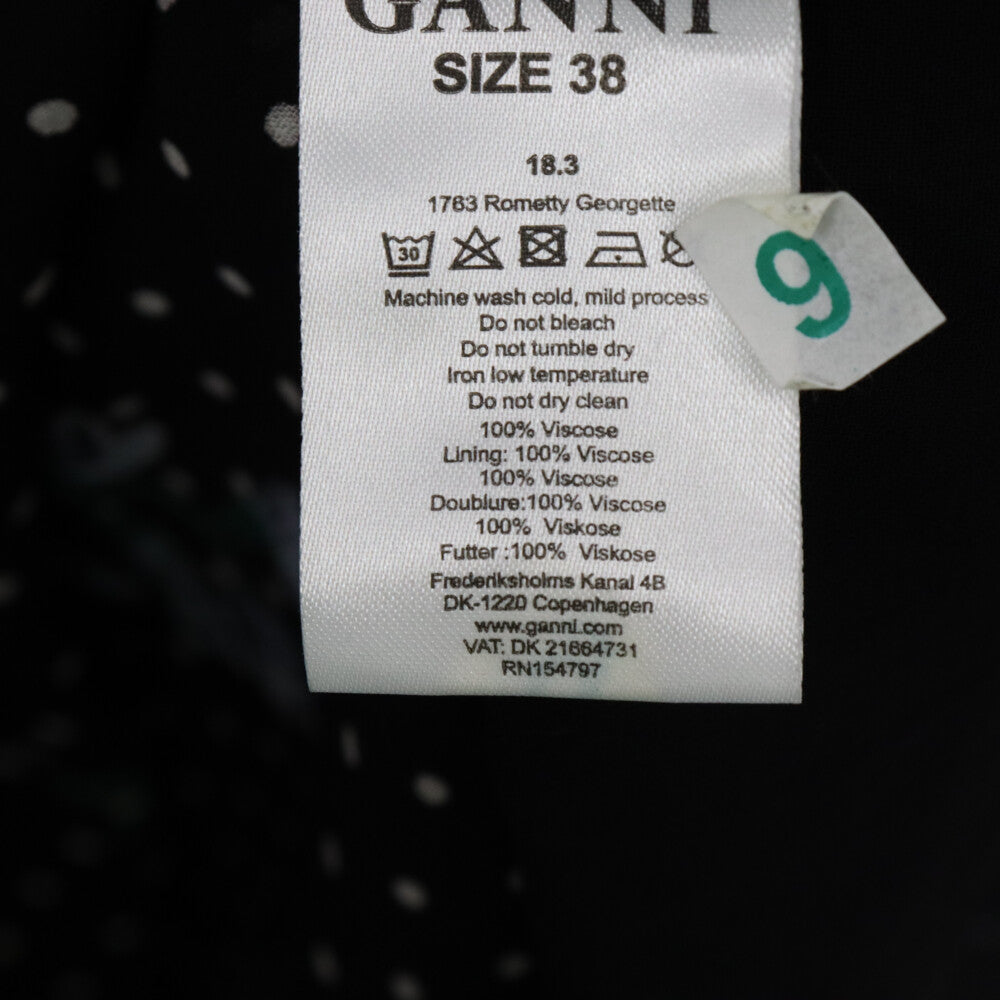 GANNI
SIZE 38
18.3
1763 Rometty Georgette
30
Machine wash cold, mild process
Do not bleach
Do not tumble dry
Iron low temperature
Do not dry clean
100% Viscose
Lining: 100% Viscose
100% Viscose
Doublure:100% Viscose
100% Viskose
Futter :100% Viskose
Frederiksholms Kanal 4B
DK-1220 Copenhagen
www.ganni.com
VAT: DK 21664731
RN154797
9